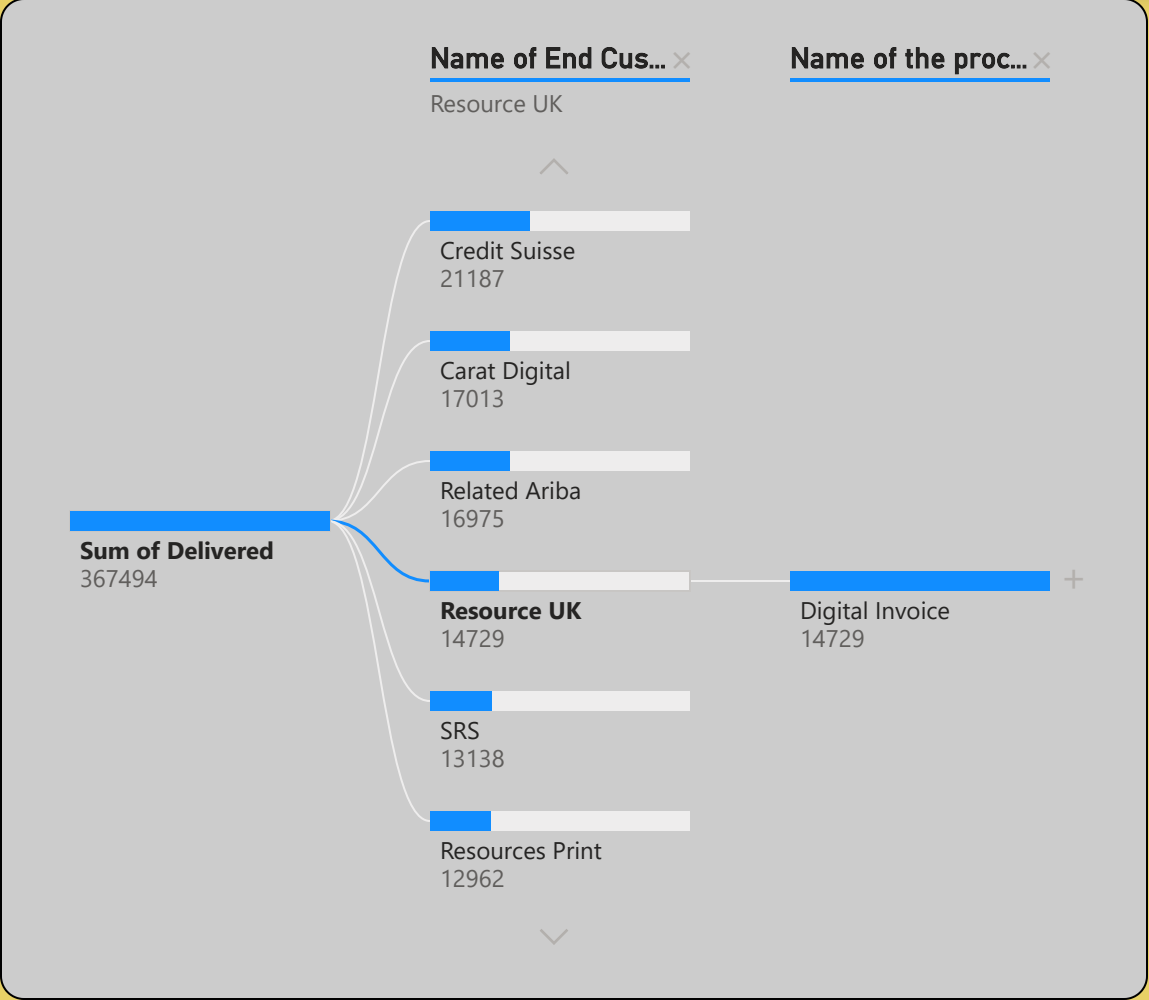 Name of End Cus...
Name of the proc...
Resource UK
Credit Suisse
21187
Carat Digital
17013
Related Ariba
16975
Sum of Delivered
367494
Resource UK
14729
Digital Invoice
14729
SRS
13138
Resources Print
12962